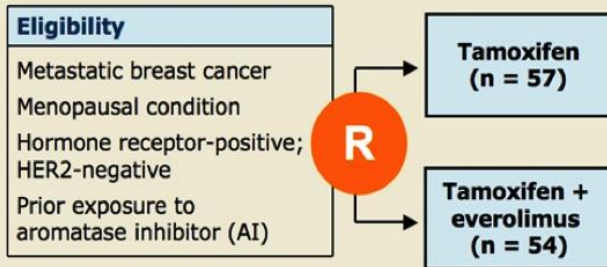 Eligibility
Metastatic breast cancer
Menopausal condition
Hormone receptor-positive;
HER2-negative
Prior exposure to
aromatase inhibitor (AI)
R
Tamoxifen
(n = 57)
Tamoxifen +
everolimus
(n = 54)